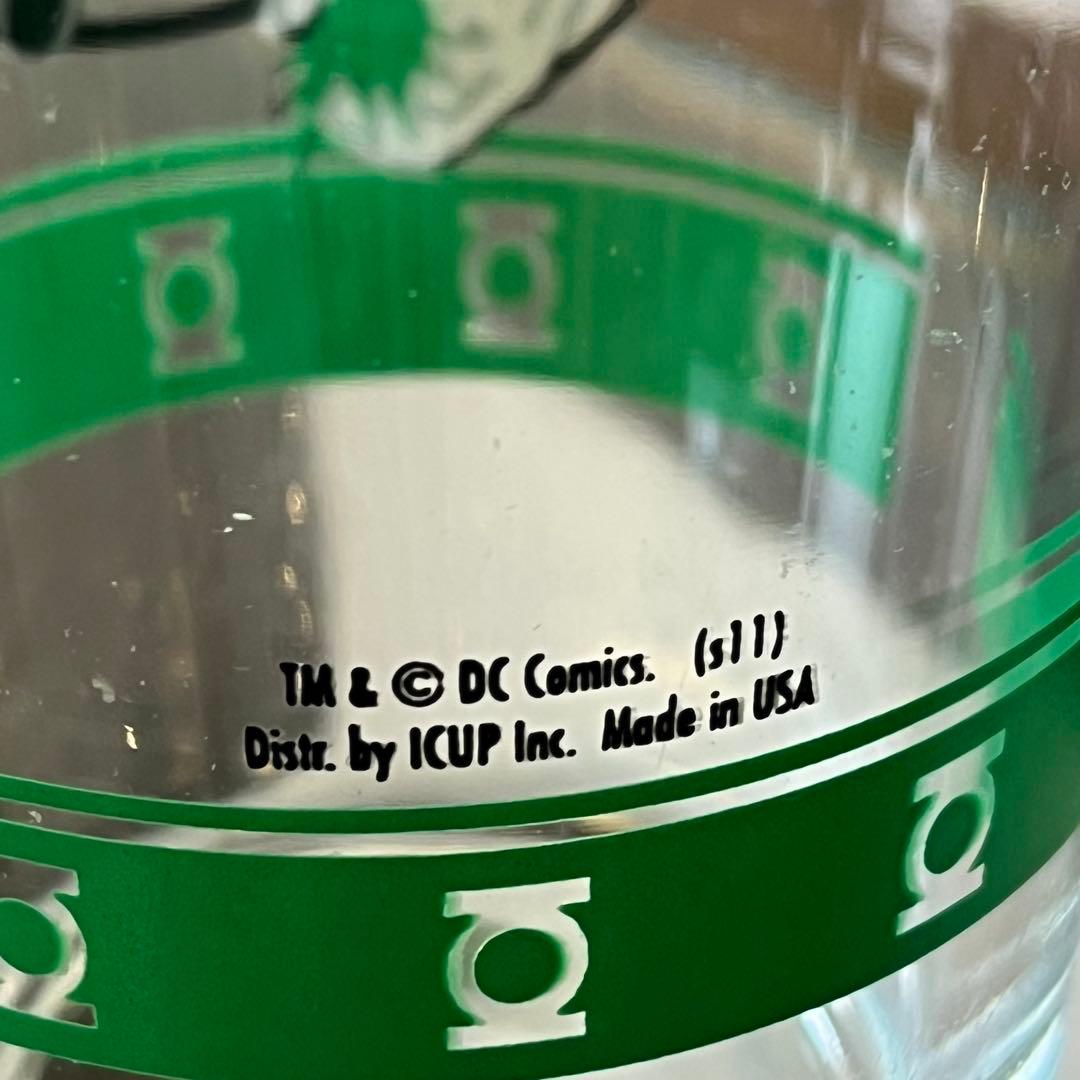 TM & © DC Comics. (s11)
Distr. by ICUP Inc. Made in USA